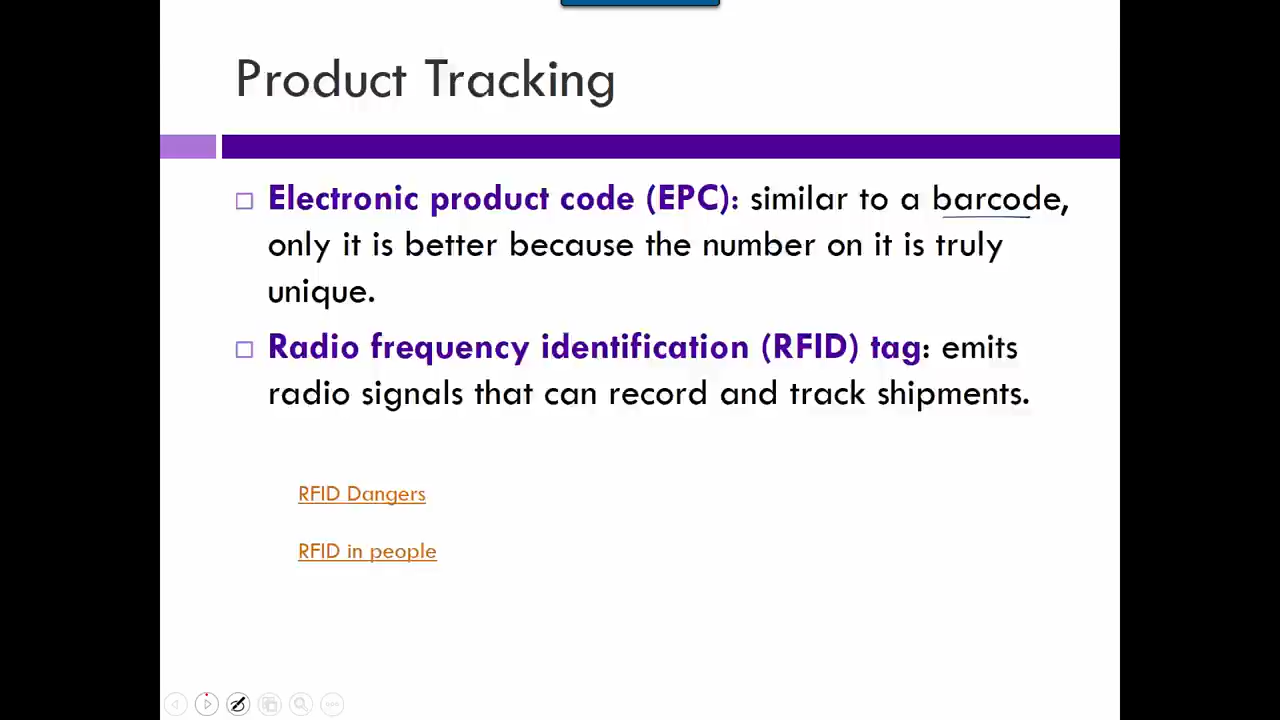 Product Tracking
Electronic product code (EPC): similar to a barcode,
only it is better because the number on it is truly
unique.
Radio frequency identification (RFID) tag: emits
radio signals that can record and track shipments.
RFID Dangers
RFID in people